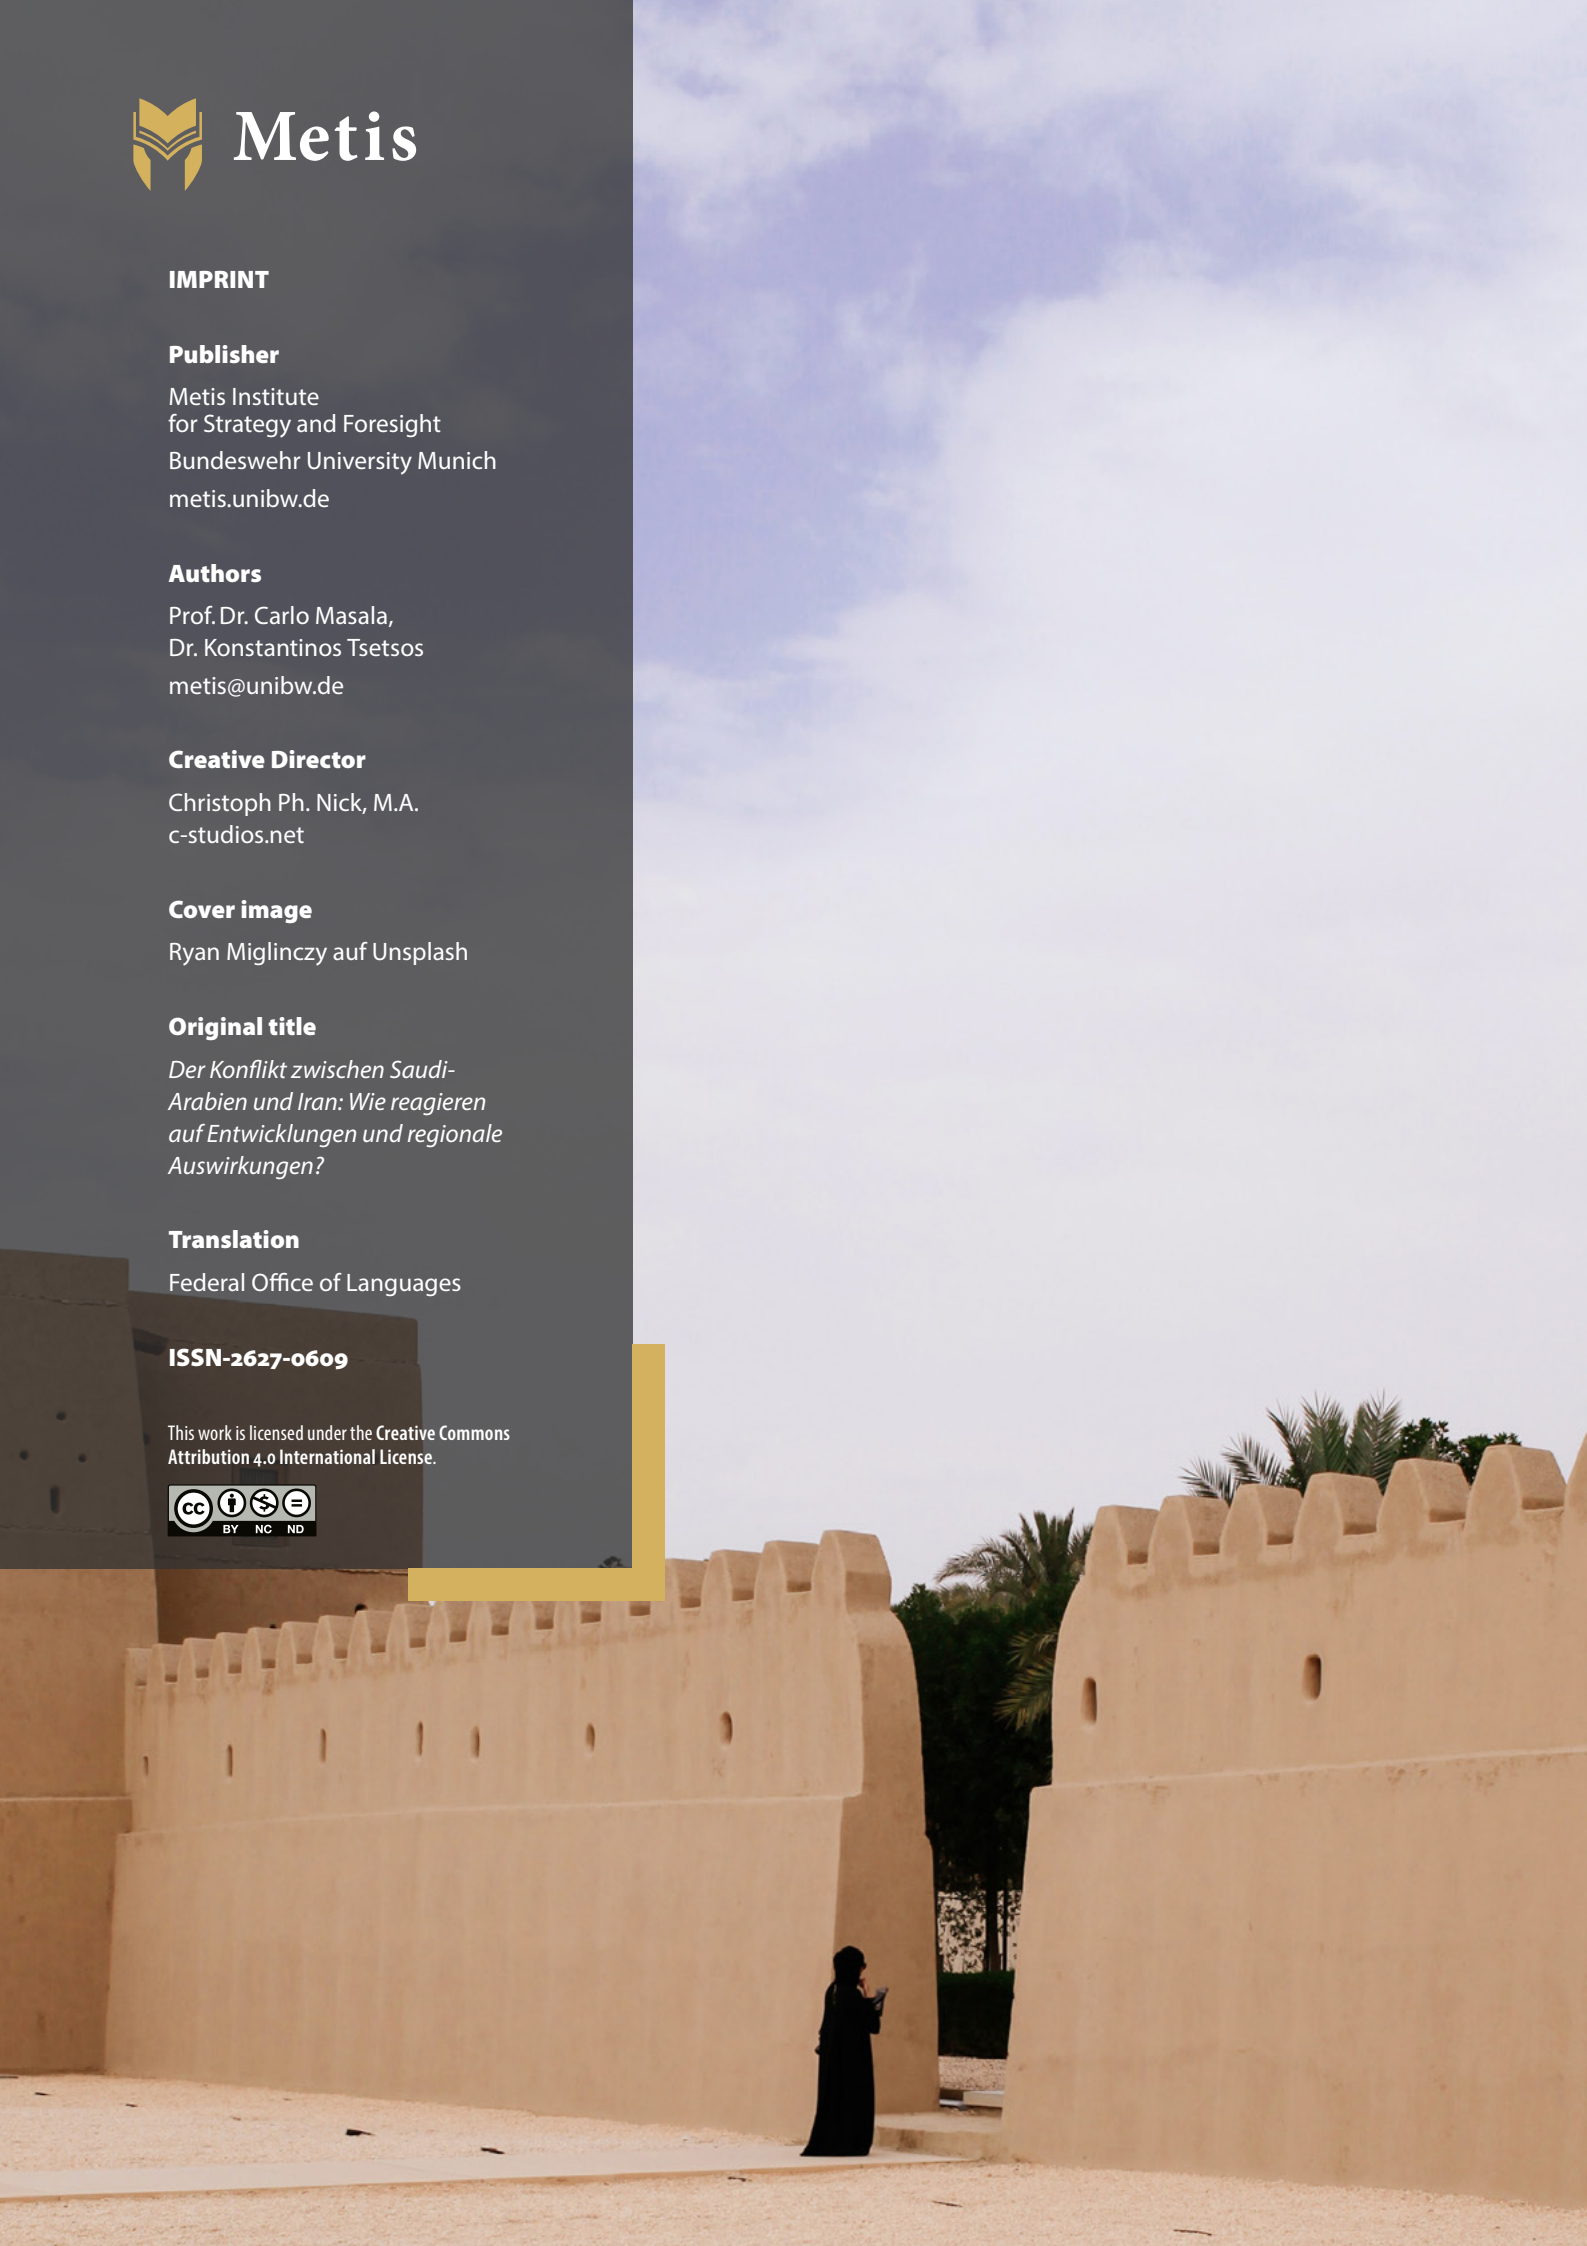 Metis
IMPRINT
Publisher
Metis Institute
for Strategy and Foresight
Bundeswehr University Munich
metis.unibw.de
Authors
Prof. Dr. Carlo Masala,
Dr. Konstantinos Tsetsos
metis@unibw.de
Creative Director
Christoph Ph. Nick, M.A.
c-studios.net
Cover image
Ryan Miglinczy auf Unsplash
Original title
Der Konflikt zwischen Saudi-
Arabien und Iran: Wie reagieren
auf Entwicklungen und regionale
Auswirkungen?
Translation
Federal Office of Languages
ISSN-2627-0609
This work is licensed under the Creative Commons
Attribution 4.0 International License.
cc
BY NC ND